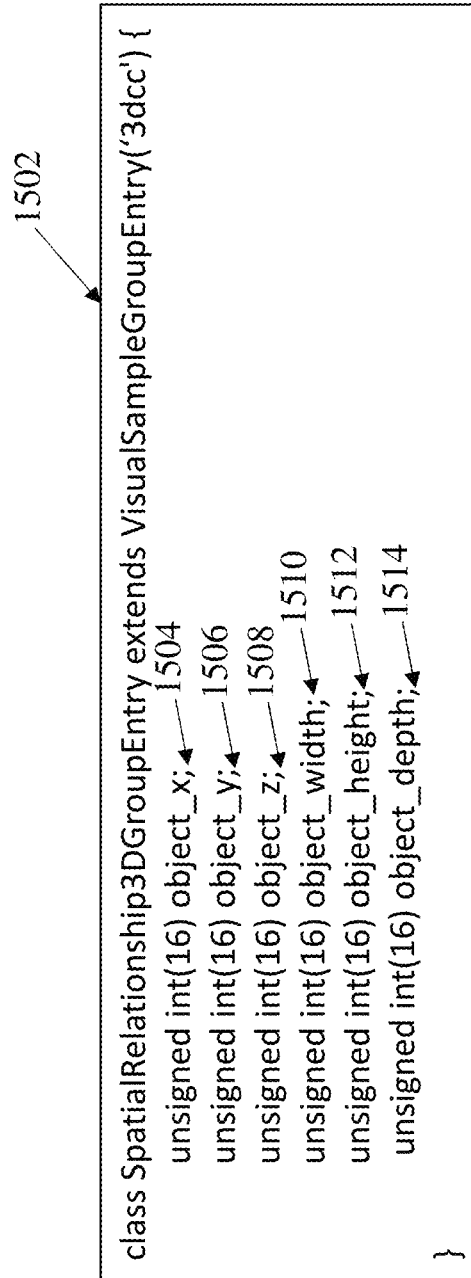 1502
class SpatialRelationship3DGroupEntry extends VisualSampleGroupEntry('3dcc') {
unsigned int(16) object_x; 1504
unsigned int(16) object_y; 1506
unsigned int(16) object_z; 1508
unsigned int(16) object_width; 1510
unsigned int(16) object_height; 1512
unsigned int(16) object_depth; 1514
}